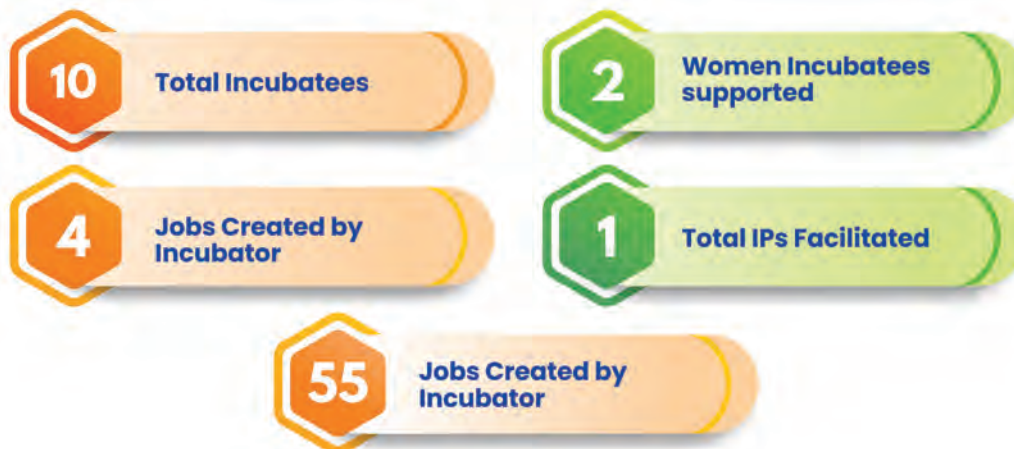 10
Total Incubatees
2
Women Incubatees
supported
4
Jobs Created by
Incubator
1
Total IPs Facilitated
55
Jobs Created by
Incubator